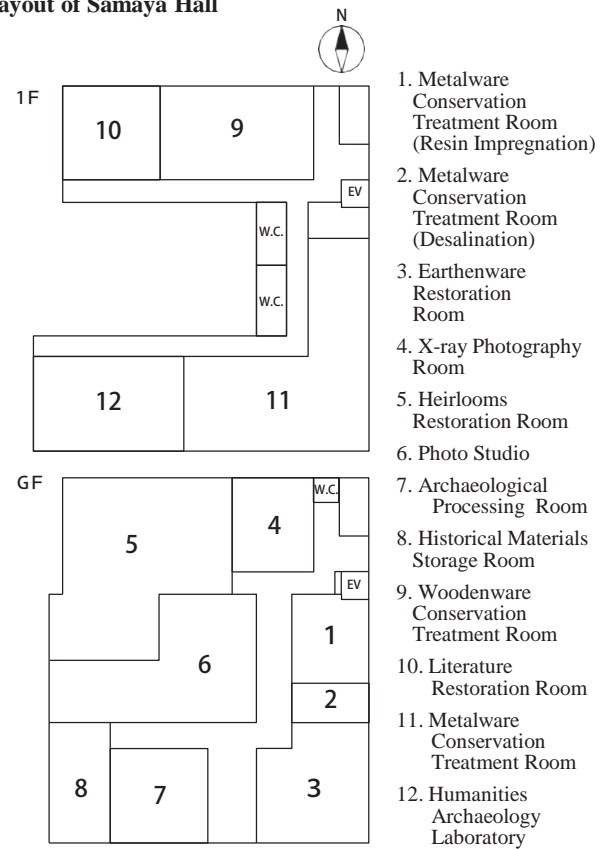 ayout of Samaya Hall
N
1F
10
9
EV
W.C.
W.C.
12
11
GF
W.C.
4
5
EV
1
6
2
8
7
3
1. Metalware
Conservation
Treatment Room
(Resin Impregnation)
2. Metalware
Conservation
Treatment Room
(Desalination)
3. Earthenware
Restoration
Room
4. X-ray Photography
Room
5. Heirlooms
Restoration Room
6. Photo Studio
7. Archaeological
Processing Room
8. Historical Materials
Storage Room
9. Woodenware
Conservation
Treatment Room
10. Literature
Restoration Room
11. Metalware
Conservation
Treatment Room
12. Humanities
Archaeology
Laboratory